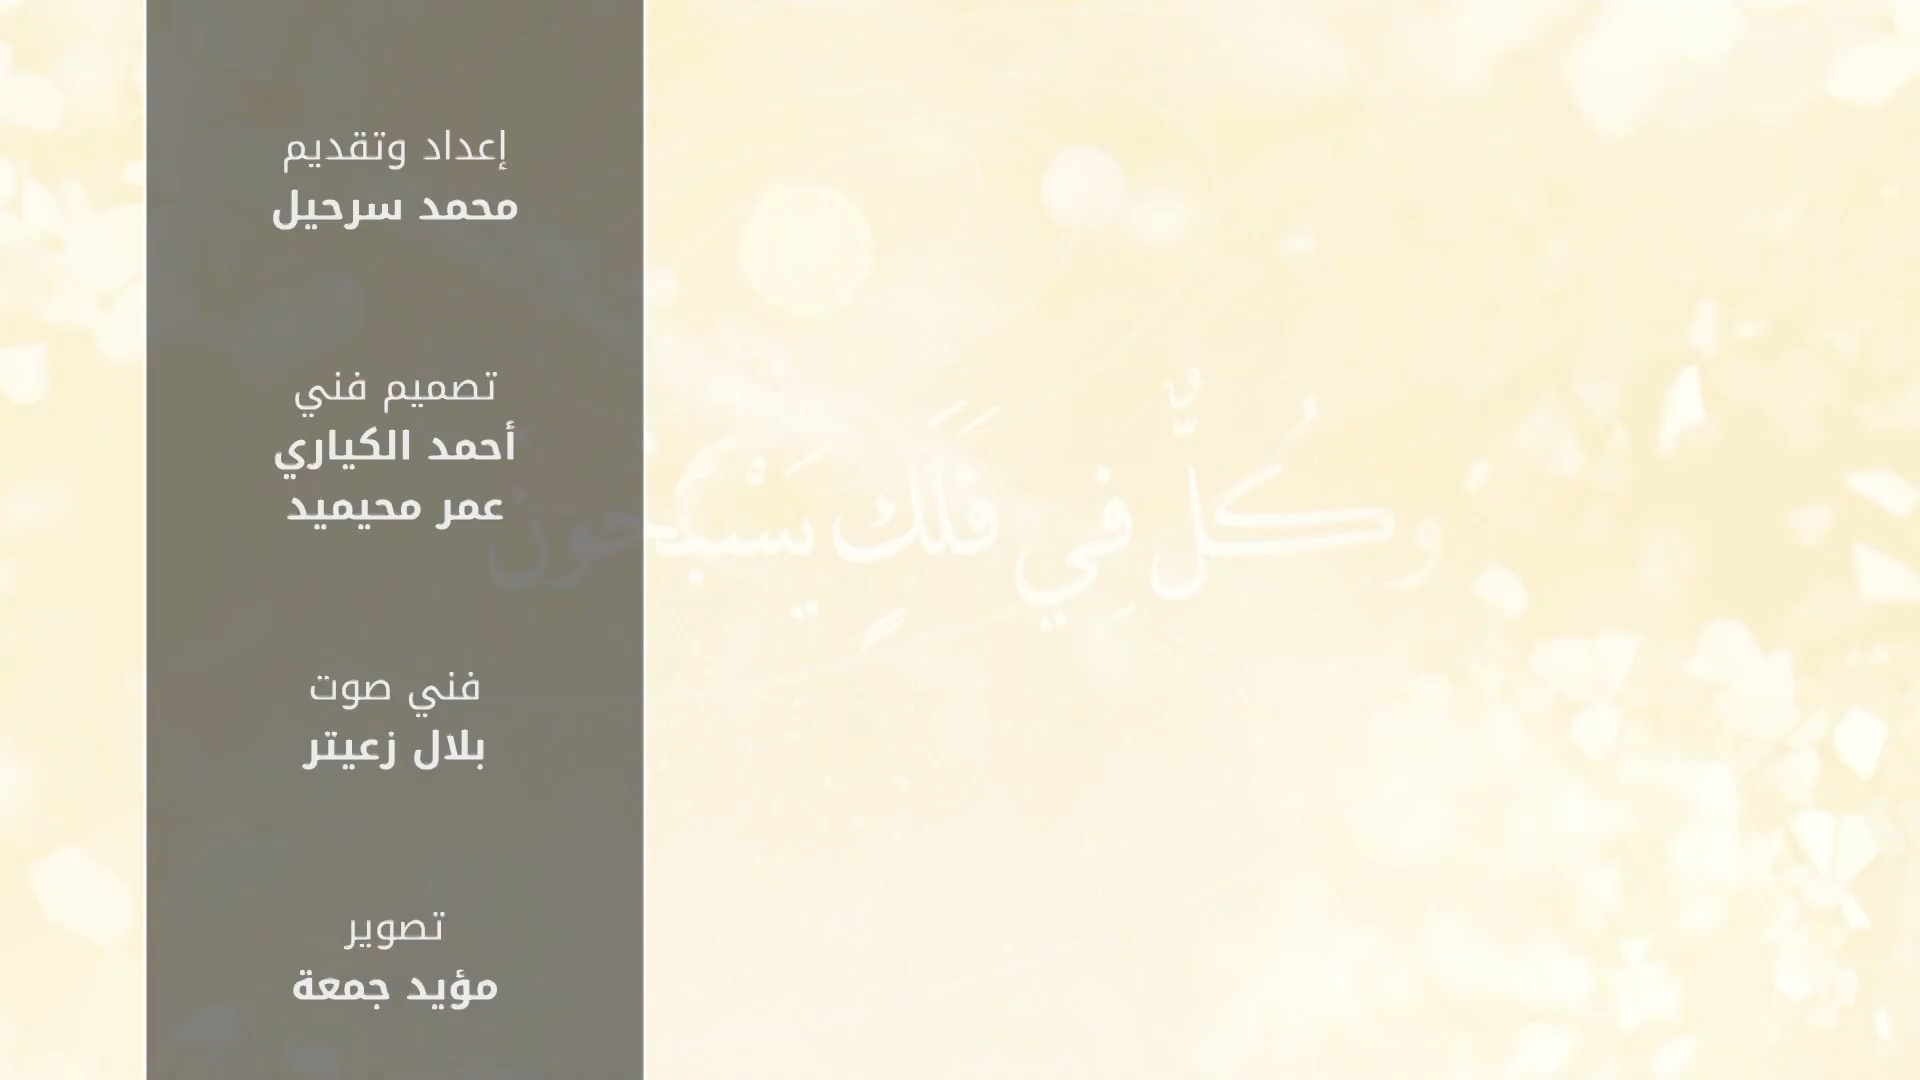 إعداد وتقديم
محمد سرحيل
تصميم فني
أحمد الكياري
عمر محيميد
فني صوت
بلال زعيتر
تصوير
مؤيد جمعة
وَكُلٌّ فِي فَلَكٍ يَسْبَحُونَ